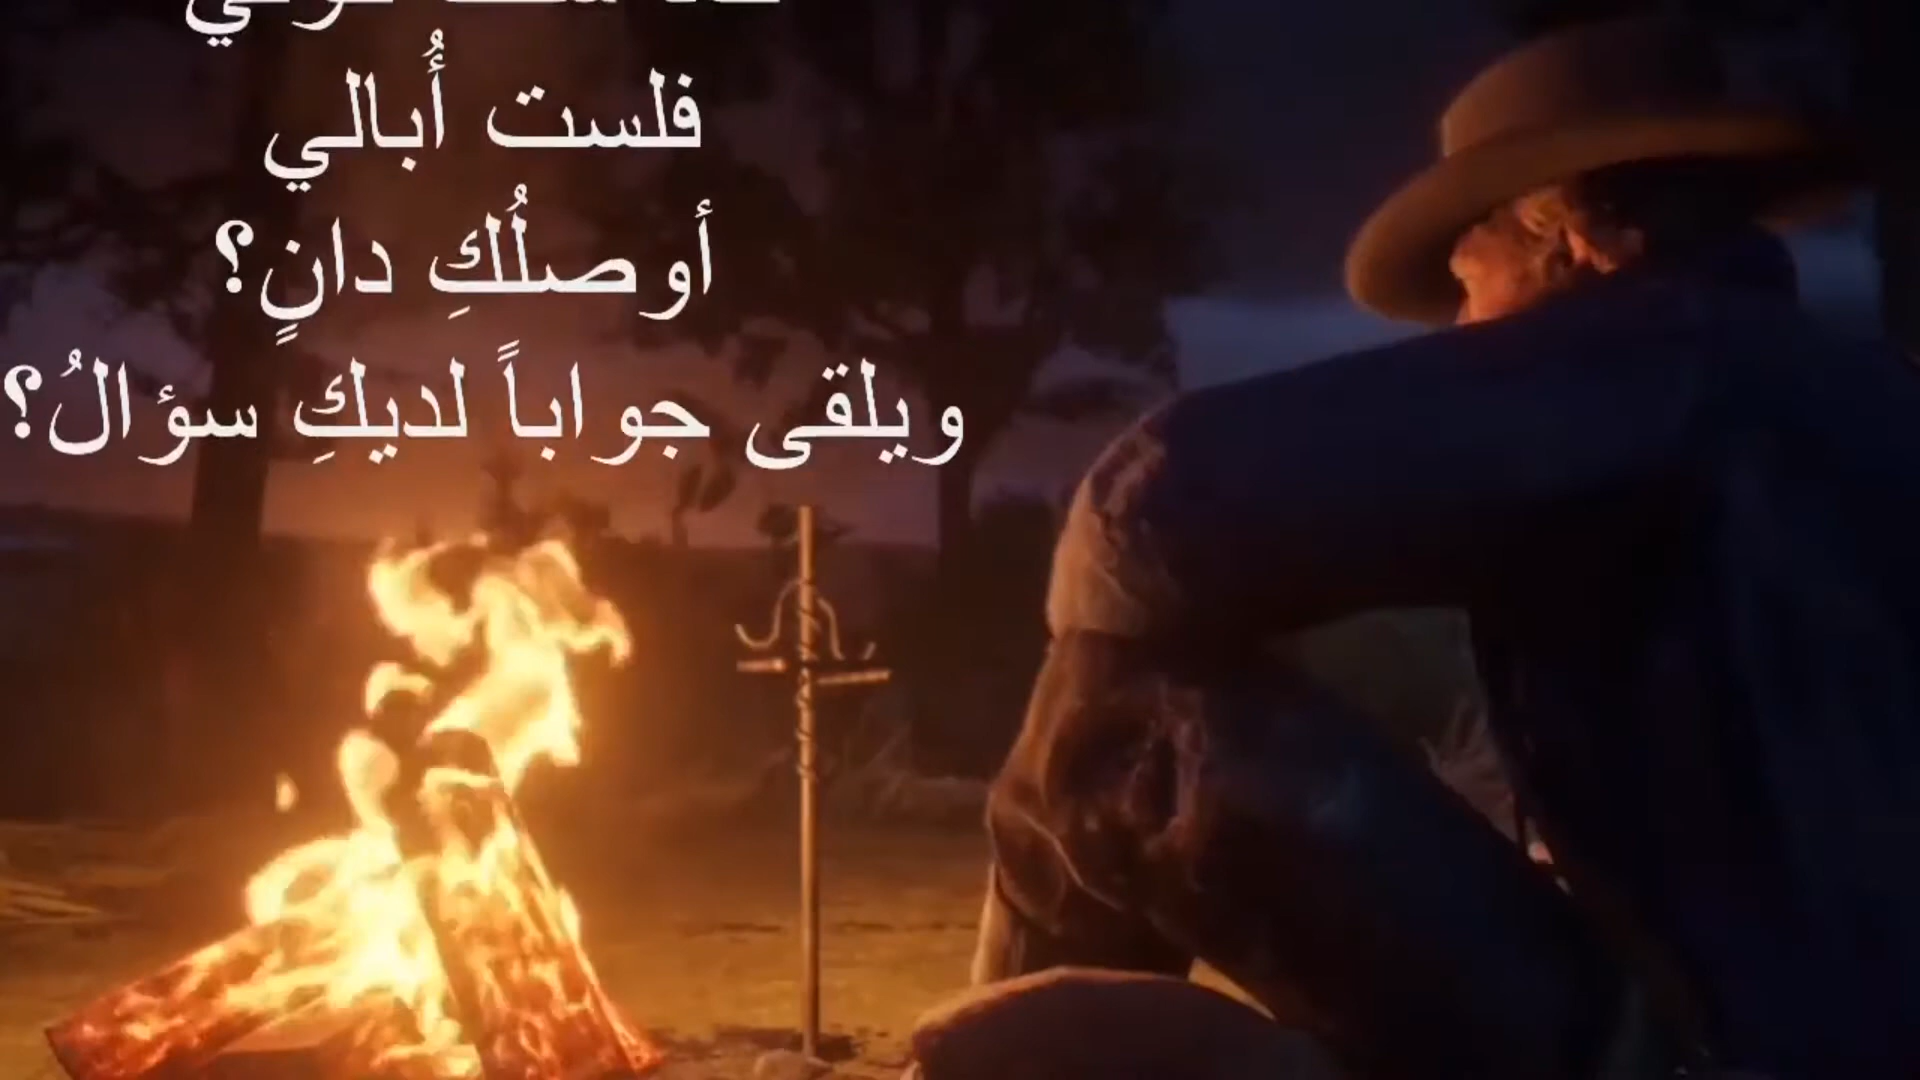 فلست أُبالي
أوصلُكِ دانٍ؟
ويلقى جواباً لديكِ سؤالُ؟